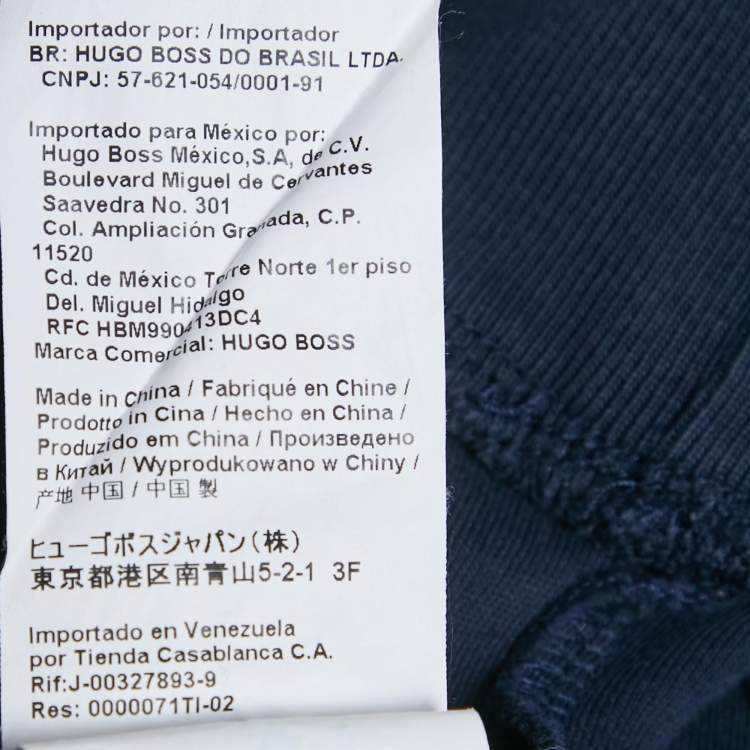 Importado por: / Importador
BR: HUGO BOSS DO BRASIL LTDA.
CNPJ: 57-621-054/0001-91
Importado para México por:
Hugo Boss México,S.A, de C.V.
Boulevard Miguel de Cervantes
Saavedra No. 301
Col. Ampliación Granada, C.P.
11520
Cd. de México Torre Norte 1er piso
Del. Miguel Hidalgo
RFC HBM990413DC4
Marca Comercial: HUGO BOSS
Made in China / Fabriqué en Chine /
Prodotto in Cina / Hecho en China /
Produzido em China / Произведено
в Китай / Wyprodukowano w Chiny /
产地 中国 / 中国 製
ヒューゴボスジャパン(株)
東京都港区南青山5-2-1 3F
Importado en Venezuela
por Tienda Casablanca C.A.
Rif:J-00327893-9
Res: 0000071TI-02